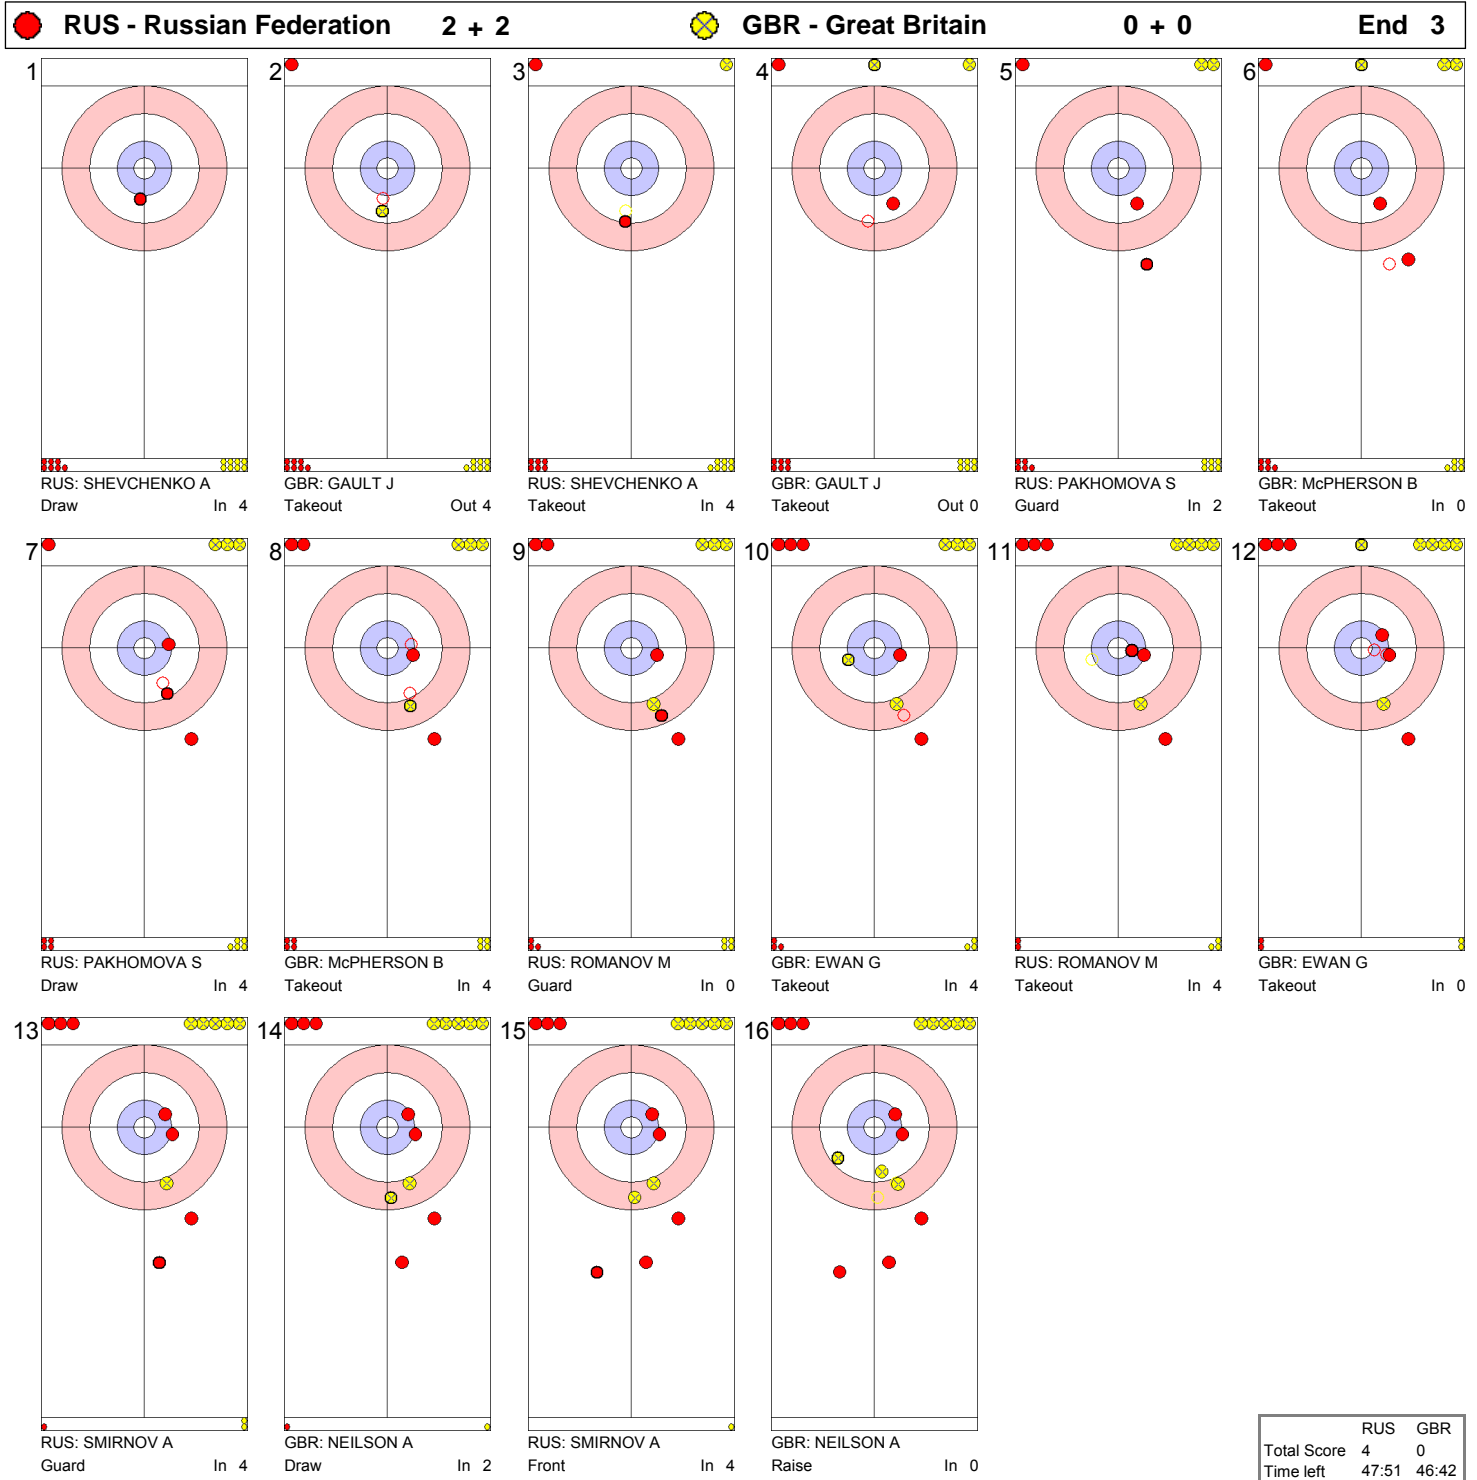 RUS - Russian Federation 2 + 2 GBR - Great Britain 0 + 0 End 3
1 2 3 4 5 6
RUS: SHEVCHENKO A GBR: GAULT J RUS: SHEVCHENKO A GBR: GAULT J RUS: PAKHOMOVA S GBR: McPHERSON B
Draw In 4 Takeout Out 4 Takeout In 4 Takeout Out 0 Guard In 2 Takeout In 0
7 8 9 10 11 12
RUS: PAKHOMOVA S GBR: McPHERSON B RUS: ROMANOV M GBR: EWAN G RUS: ROMANOV M GBR: EWAN G
Draw In 4 Takeout In 4 Guard In 0 Takeout In 4 Takeout In 4 Takeout In 0
13 14 15 16
RUS: SMIRNOV A GBR: NEILSON A RUS: SMIRNOV A GBR: NEILSON A
Guard In 4 Draw In 2 Front In 4 Raise In 0
RUS GBR
Total Score 4 0
Time left 47:51 46:42